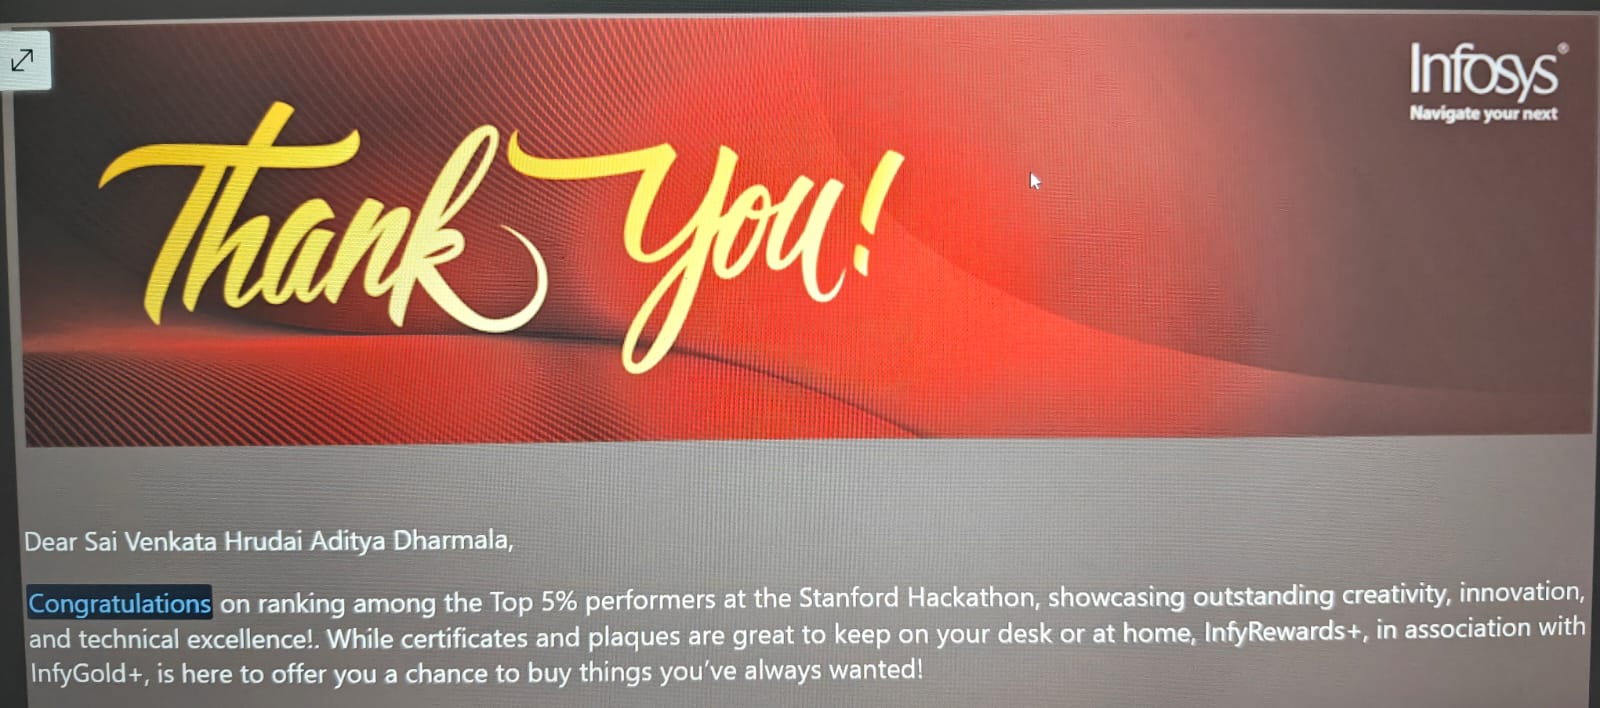 Infosys®
Navigate your next
Thank You!
Dear Sai Venkata Hrudai Aditya Dharmala,
Congratulations on ranking among the Top 5% performers at the Stanford Hackathon, showcasing outstanding creativity, innovation,
and technical excellence!. While certificates and plaques are great to keep on your desk or at home, InfyRewards+, in association with
InfyGold+, is here to offer you a chance to buy things you’ve always wanted!